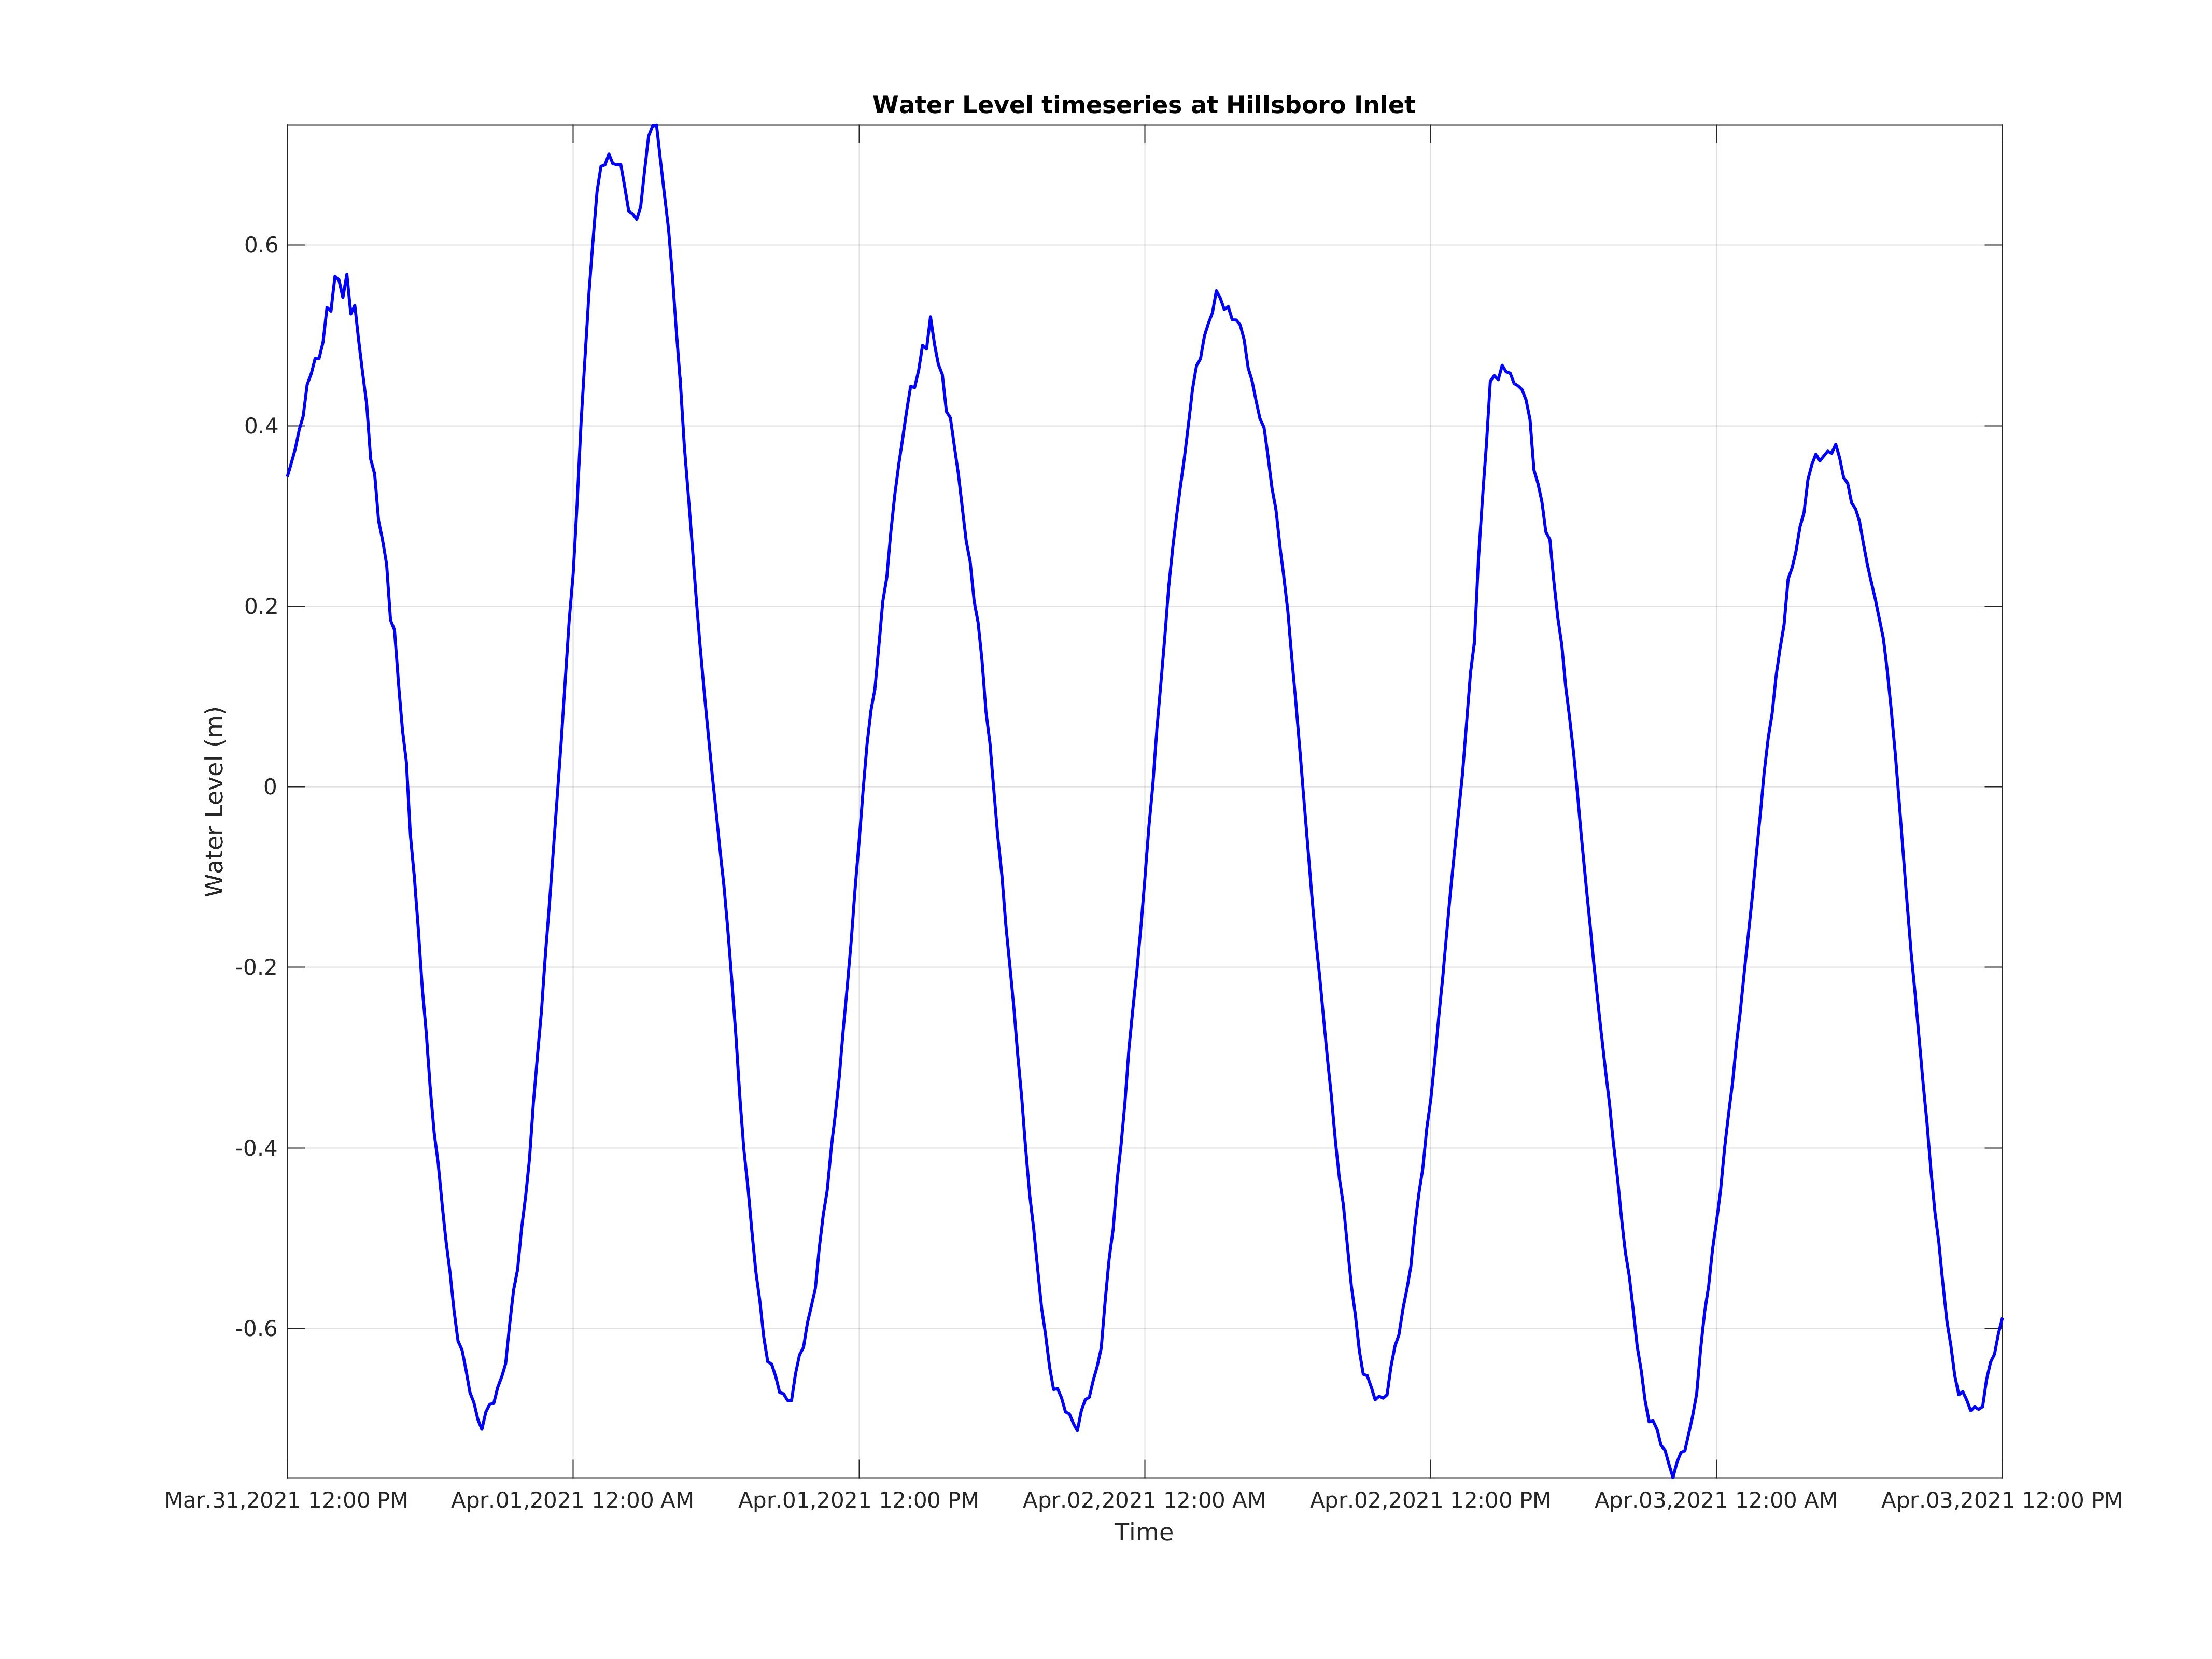 Water Level timeseries at Hillsboro Inlet
0.6
0.4
0.2
0
-0.2
-0.4
-0.6
Water Level (m)
Mar.31,2021 12:00 PM
Apr.01,2021 12:00 AM
Apr.01,2021 12:00 PM
Apr.02,2021 12:00 AM
Apr.02,2021 12:00 PM
Apr.03,2021 12:00 AM
Apr.03,2021 12:00 PM
Time